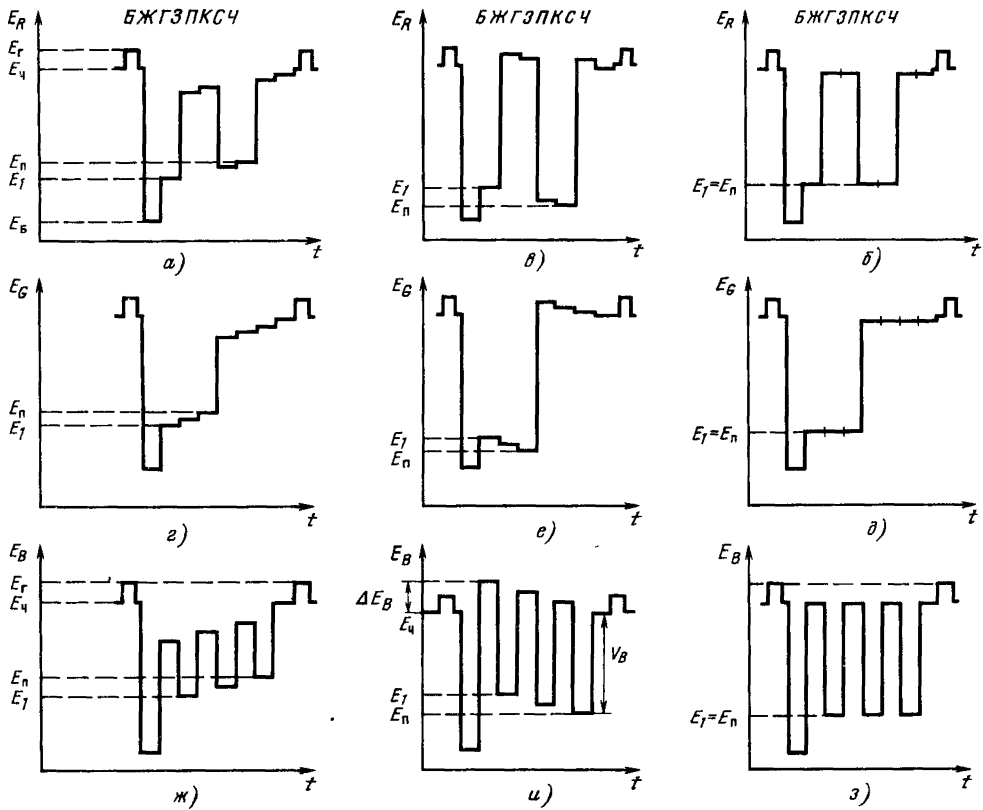 E_R БЖГЗПКСЧ
E_г
E_ч
E_п
E_1
E_Б
t
а)
E_R
E_1
E_п
t
в)
E_R БЖГЗПКСЧ
E_1=E_п
t
б)
E_G
E_п
E_1
t
г)
E_G
E_1
E_п
t
е)
E_G
E_1=E_п
t
д)
E_B
E_г
E_ч
E_п
E_1
t
ж)
E_B
ΔE_B
E_ч
V_B
E_1
E_п
t
и)
E_B
E_1=E_п
t
з)